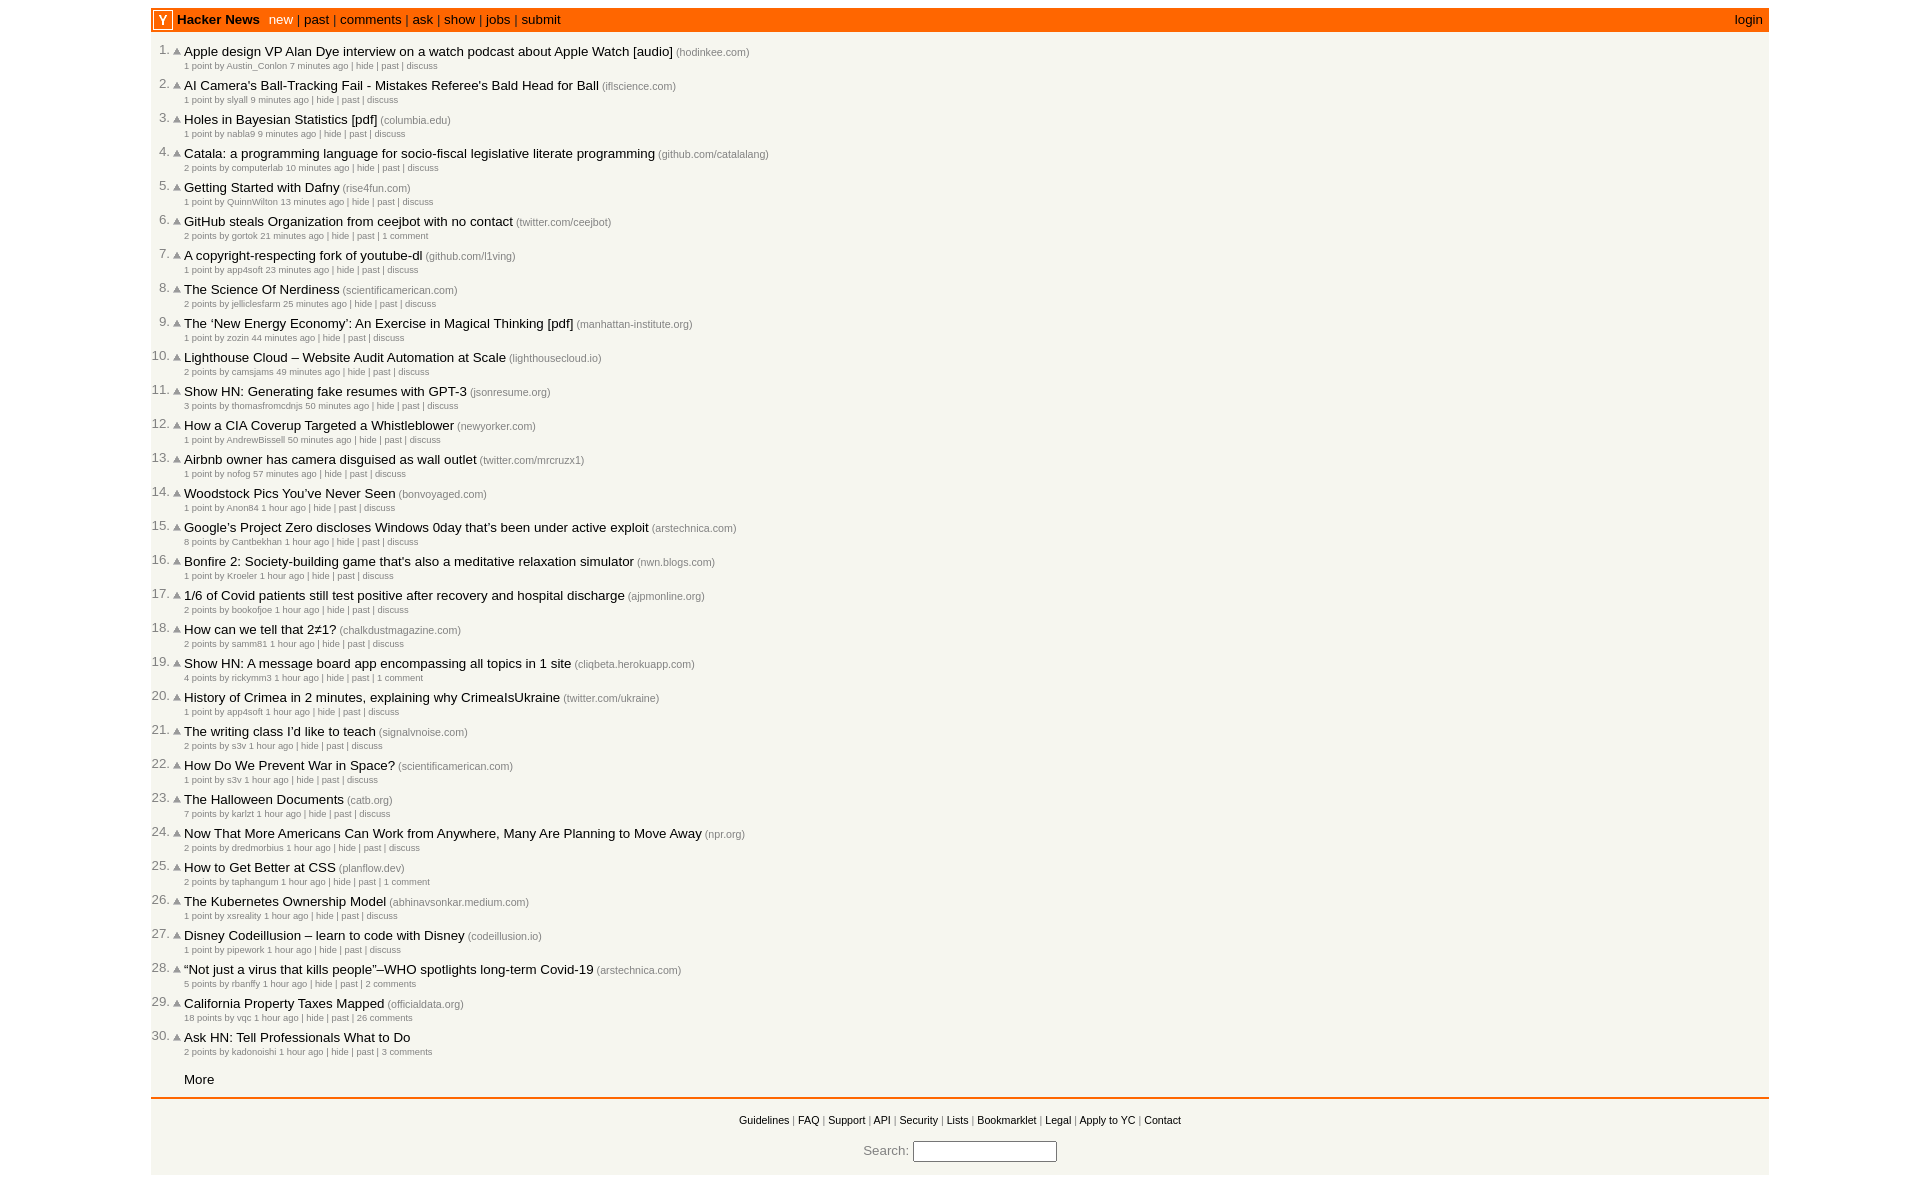 Y Hacker News new | past | comments | ask | show | jobs | submit login
1. Apple design VP Alan Dye interview on a watch podcast about Apple Watch [audio] (hodinkee.com)
1 point by Austin_Conlon 7 minutes ago | hide | past | discuss
2. AI Camera's Ball-Tracking Fail - Mistakes Referee's Bald Head for Ball (iflscience.com)
1 point by slyall 9 minutes ago | hide | past | discuss
3. Holes in Bayesian Statistics [pdf] (columbia.edu)
1 point by nabla9 9 minutes ago | hide | past | discuss
4. Catala: a programming language for socio-fiscal legislative literate programming (github.com/catalalang)
2 points by computerlab 10 minutes ago | hide | past | discuss
5. Getting Started with Dafny (rise4fun.com)
1 point by QuinnWilton 13 minutes ago | hide | past | discuss
6. GitHub steals Organization from ceejbot with no contact (twitter.com/ceejbot)
2 points by gortok 21 minutes ago | hide | past | 1 comment
7. A copyright-respecting fork of youtube-dl (github.com/l1ving)
1 point by app4soft 23 minutes ago | hide | past | discuss
8. The Science Of Nerdiness (scientificamerican.com)
2 points by jelliclesfarm 25 minutes ago | hide | past | discuss
9. The ‘New Energy Economy’: An Exercise in Magical Thinking [pdf] (manhattan-institute.org)
1 point by zozin 44 minutes ago | hide | past | discuss
10. Lighthouse Cloud – Website Audit Automation at Scale (lighthousecloud.io)
2 points by camsjams 49 minutes ago | hide | past | discuss
11. Show HN: Generating fake resumes with GPT-3 (jsonresume.org)
3 points by thomasfromcdnjs 50 minutes ago | hide | past | discuss
12. How a CIA Coverup Targeted a Whistleblower (newyorker.com)
1 point by AndrewBissell 50 minutes ago | hide | past | discuss
13. Airbnb owner has camera disguised as wall outlet (twitter.com/mrcruzx1)
1 point by nofog 57 minutes ago | hide | past | discuss
14. Woodstock Pics You’ve Never Seen (bonvoyaged.com)
1 point by Anon84 1 hour ago | hide | past | discuss
15. Google’s Project Zero discloses Windows 0day that’s been under active exploit (arstechnica.com)
8 points by Cantbekhan 1 hour ago | hide | past | discuss
16. Bonfire 2: Society-building game that's also a meditative relaxation simulator (nwn.blogs.com)
1 point by Kroeler 1 hour ago | hide | past | discuss
17. 1/6 of Covid patients still test positive after recovery and hospital discharge (ajpmonline.org)
2 points by bookofjoe 1 hour ago | hide | past | discuss
18. How can we tell that 2≠1? (chalkdustmagazine.com)
2 points by samm81 1 hour ago | hide | past | discuss
19. Show HN: A message board app encompassing all topics in 1 site (cliqbeta.herokuapp.com)
4 points by rickymm3 1 hour ago | hide | past | 1 comment
20. History of Crimea in 2 minutes, explaining why CrimeaIsUkraine (twitter.com/ukraine)
1 point by app4soft 1 hour ago | hide | past | discuss
21. The writing class I’d like to teach (signalvnoise.com)
2 points by s3v 1 hour ago | hide | past | discuss
22. How Do We Prevent War in Space? (scientificamerican.com)
1 point by s3v 1 hour ago | hide | past | discuss
23. The Halloween Documents (catb.org)
7 points by karlzt 1 hour ago | hide | past | discuss
24. Now That More Americans Can Work from Anywhere, Many Are Planning to Move Away (npr.org)
2 points by dredmorbius 1 hour ago | hide | past | discuss
25. How to Get Better at CSS (planflow.dev)
2 points by taphangum 1 hour ago | hide | past | 1 comment
26. The Kubernetes Ownership Model (abhinavsonkar.medium.com)
1 point by xsreality 1 hour ago | hide | past | discuss
27. Disney Codeillusion – learn to code with Disney (codeillusion.io)
1 point by pipework 1 hour ago | hide | past | discuss
28. “Not just a virus that kills people”–WHO spotlights long-term Covid-19 (arstechnica.com)
5 points by rbanffy 1 hour ago | hide | past | 2 comments
29. California Property Taxes Mapped (officialdata.org)
18 points by vqc 1 hour ago | hide | past | 26 comments
30. Ask HN: Tell Professionals What to Do
2 points by kadonoishi 1 hour ago | hide | past | 3 comments
More
Guidelines | FAQ | Support | API | Security | Lists | Bookmarklet | Legal | Apply to YC | Contact
Search: